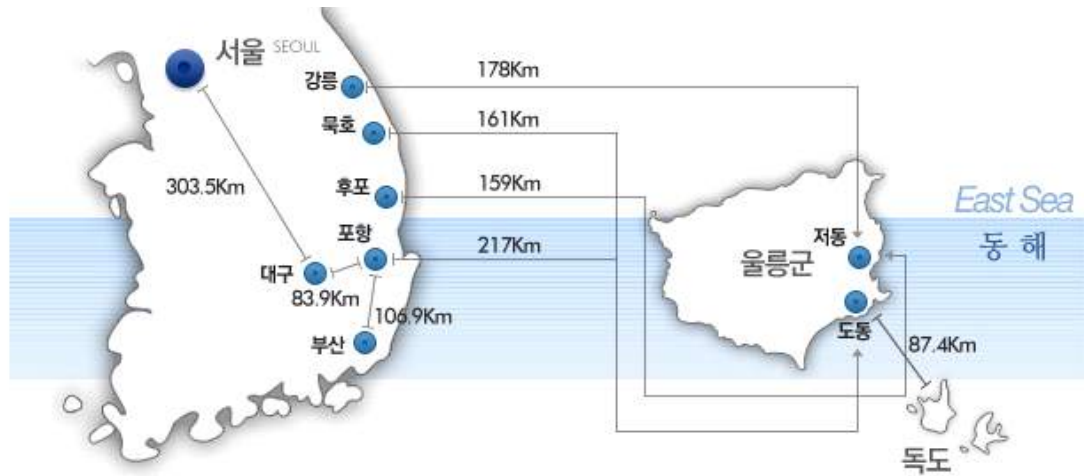 서울 SEOUL
강릉
178Km
묵호
161Km
303.5Km
후포
159Km
East Sea
포항
217Km
저동
동 해
대구
울릉군
83.9Km
106.9Km
부산
도동
87.4Km
독도